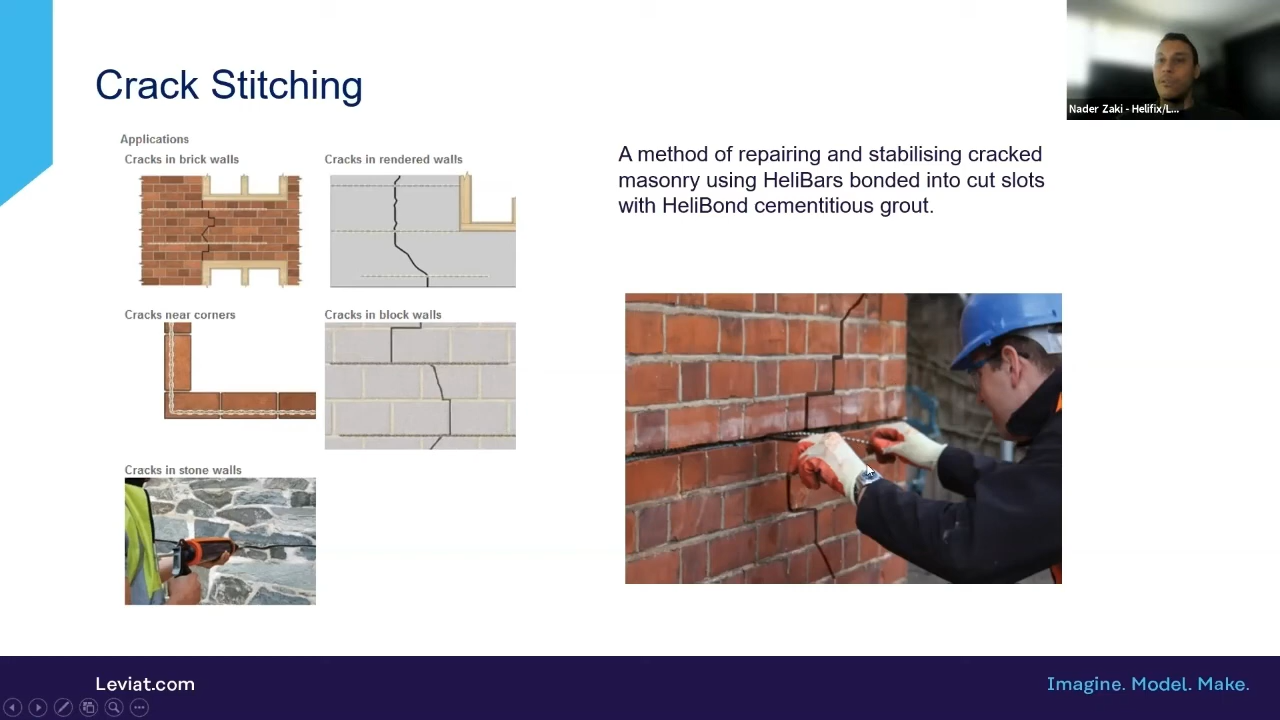 Crack Stitching
Applications
Cracks in brick walls
Cracks in rendered walls
Cracks near corners
Cracks in block walls
Cracks in stone walls
A method of repairing and stabilising cracked
masonry using HeliBars bonded into cut slots
with HeliBond cementitious grout.
Nader Zaki - Helifix/L...
Leviat.com
Imagine. Model. Make.